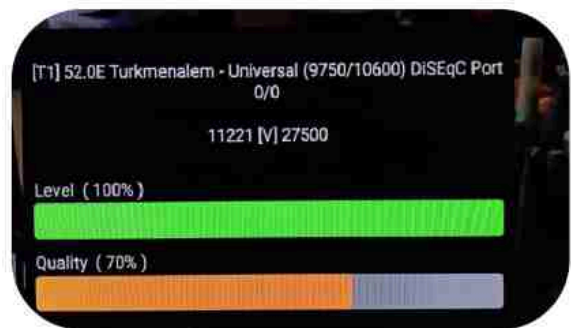 [T1] 52.0E Turkmenalem - Universal (9750/10600) DiSEqC Port
0/0
11221 [V] 27500
Level ( 100% )
Quality ( 70% )